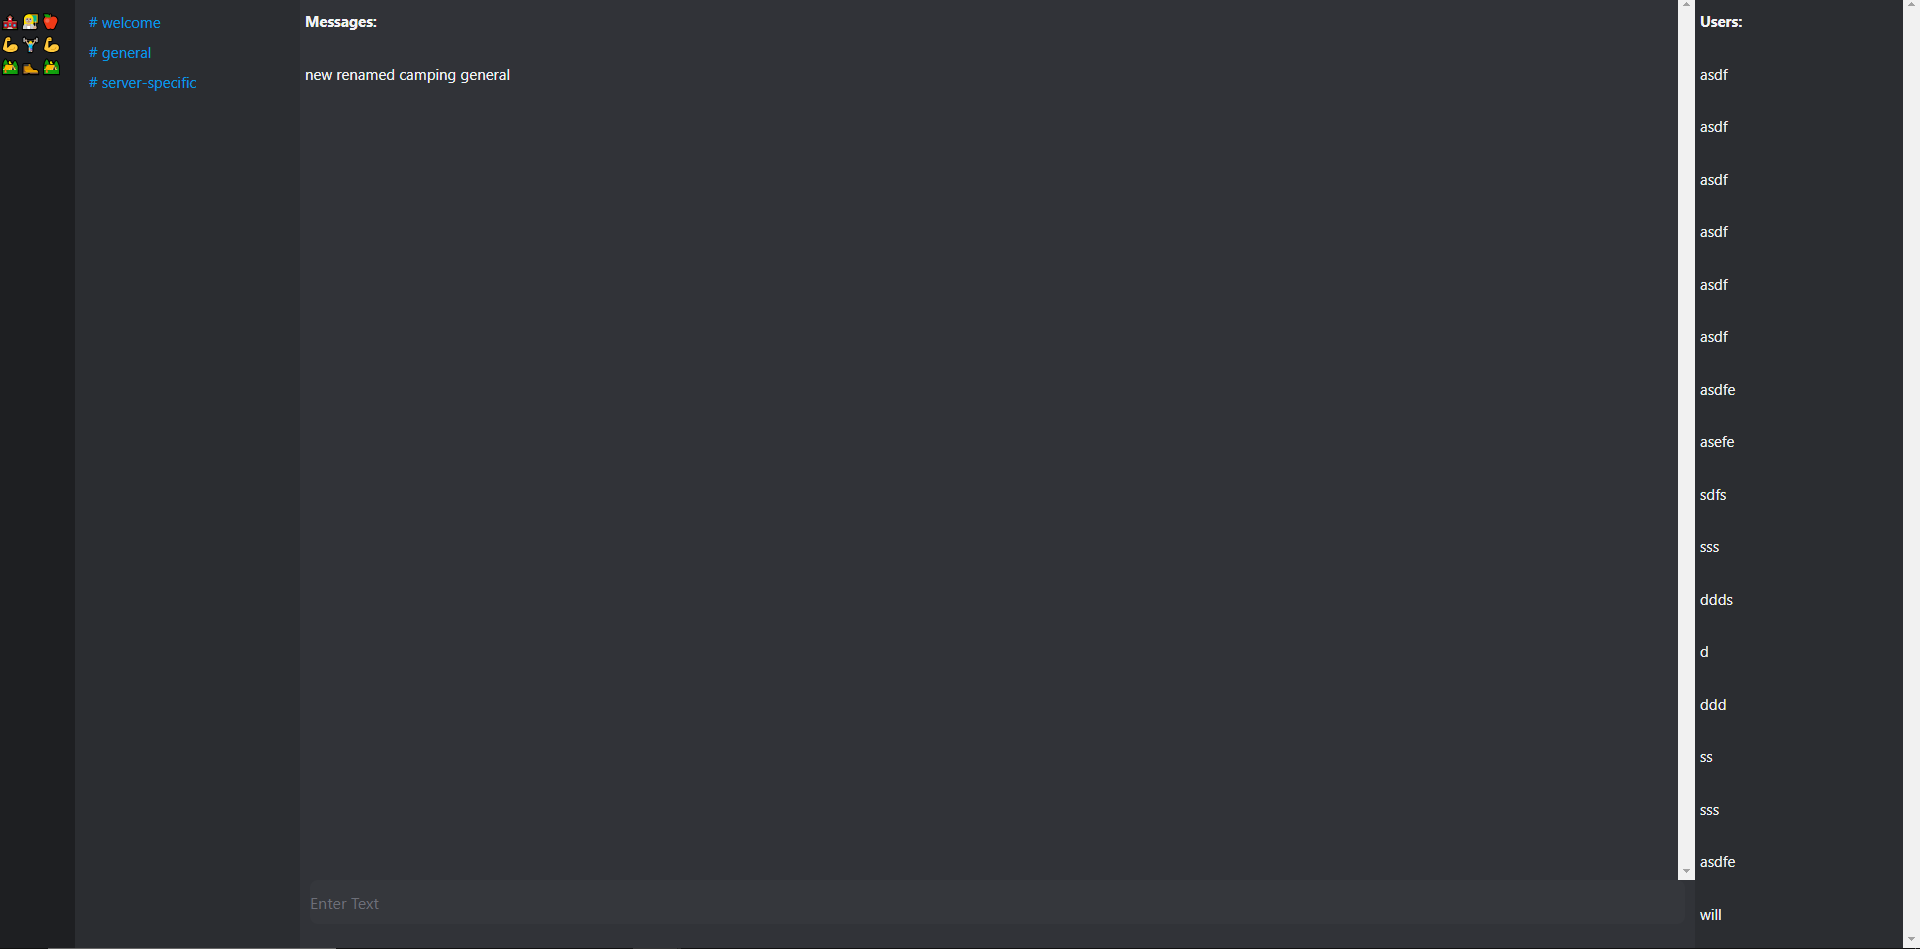 # welcome
# general
# server-specific
Messages:
new renamed camping general
Enter Text
Users:
asdf
asdf
asdf
asdf
asdf
asdf
asdfe
asefe
sdfs
sss
ddds
d
ddd
ss
sss
asdfe
will